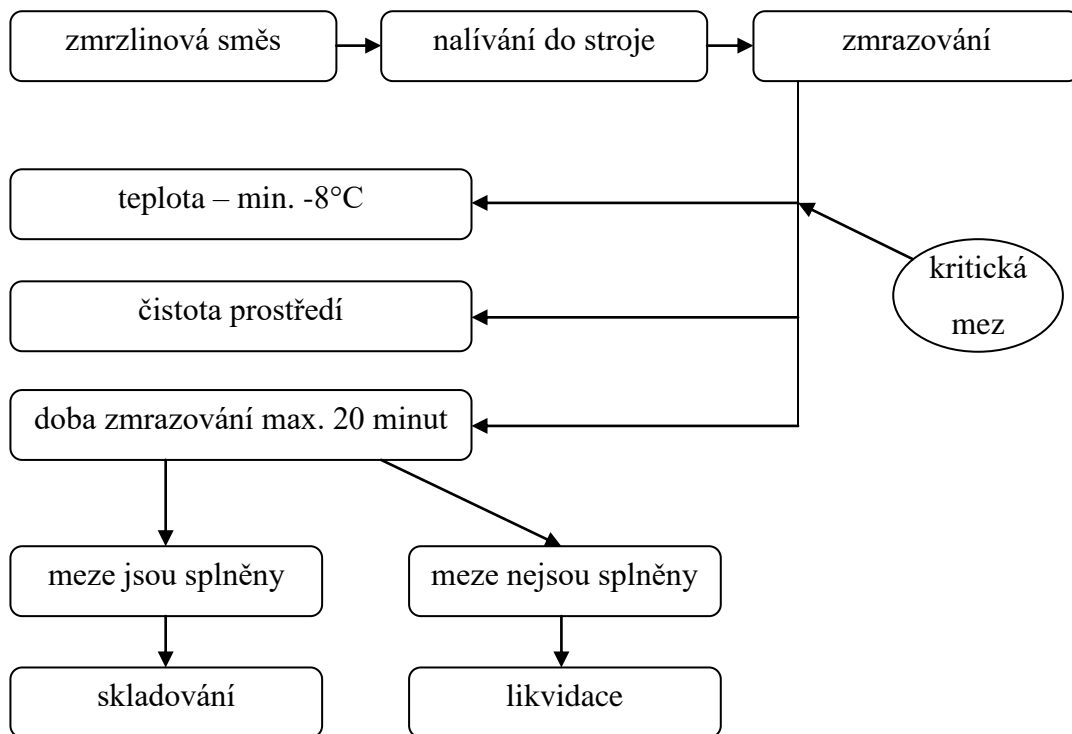 zmrzlinová směs
nalívání do stroje
zmrazování
teplota – min. -8°C
kritická
mez
čistota prostředí
doba zmrazování max. 20 minut
meze jsou splněny
meze nejsou splněny
skladování
likvidace